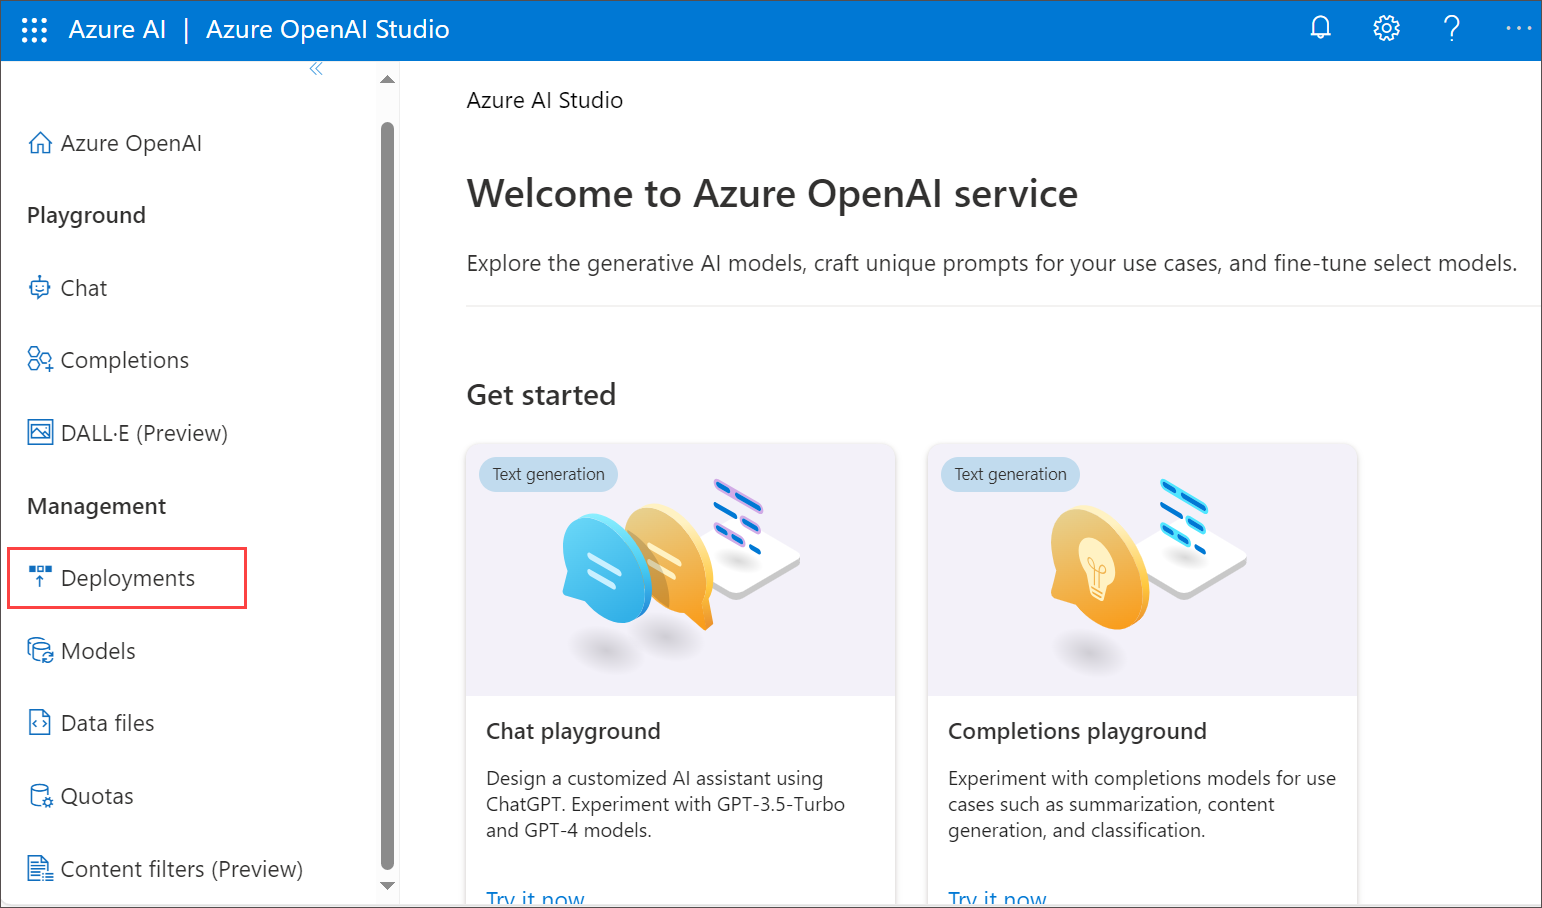 Azure AI | Azure OpenAI Studio
Azure OpenAI
Playground
Chat
Completions
DALL·E (Preview)
Management
Deployments
Models
Data files
Quotas
Content filters (Preview)
Azure AI Studio
Welcome to Azure OpenAI service
Explore the generative AI models, craft unique prompts for your use cases, and fine-tune select models.
Get started
Text generation
Chat playground
Design a customized AI assistant using
ChatGPT. Experiment with GPT-3.5-Turbo
and GPT-4 models.
Try it now
Text generation
Completions playground
Experiment with completions models for use
cases such as summarization, content
generation, and classification.
Try it now